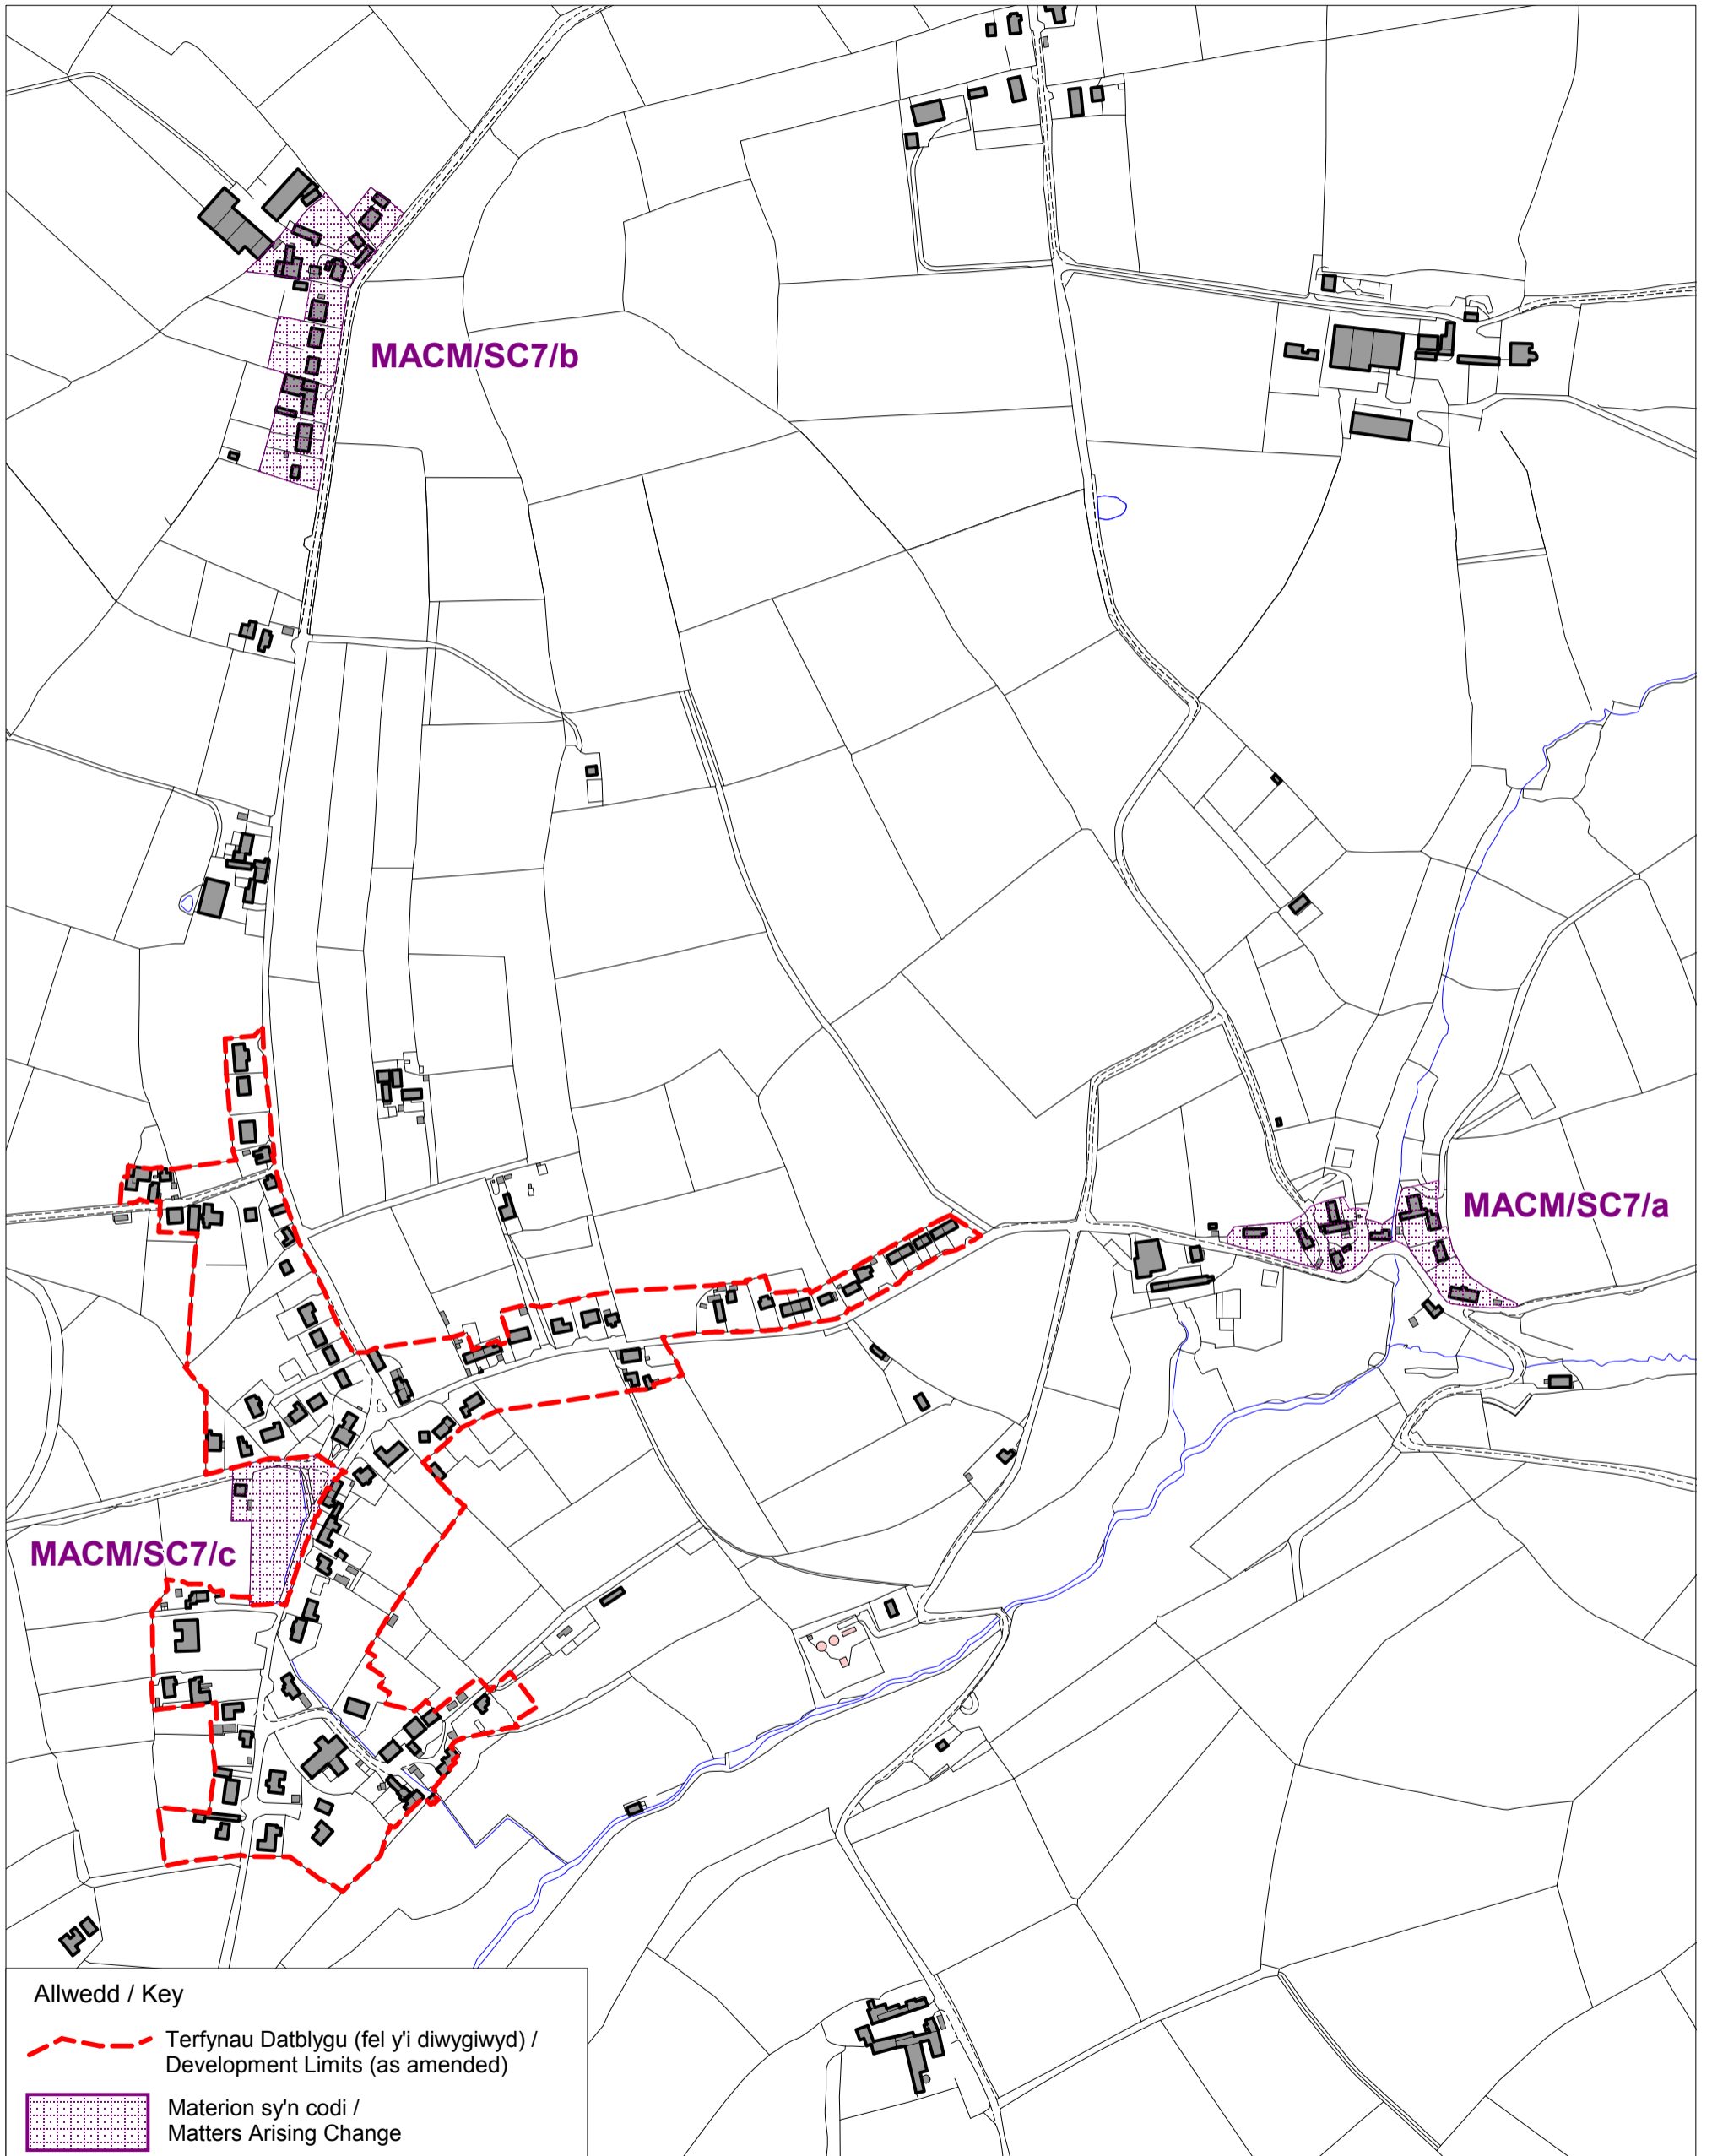 MACM/SC7/b
MACM/SC7/a
MACM/SC7/c
Allwedd / Key
Terfynau Datblygu (fel y'i diwygiwyd) /
Development Limits (as amended)
Materion sy'n codi /
Matters Arising Change